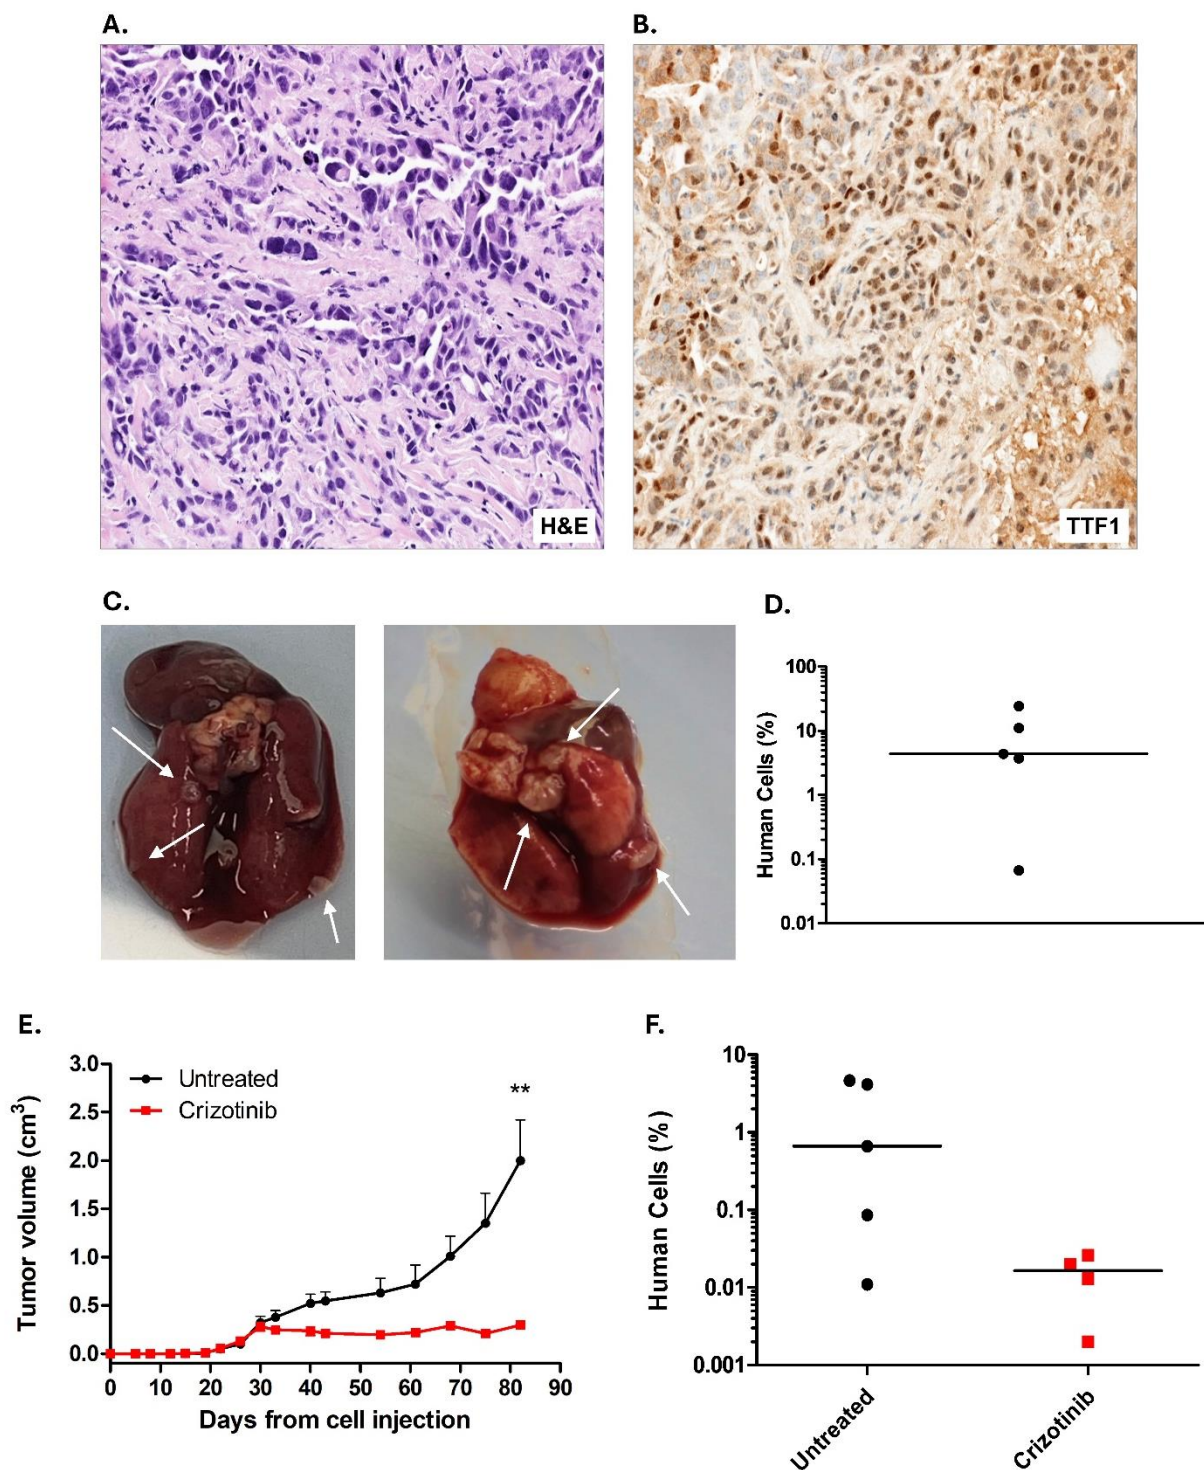 A.
B.
H&E
TTF1
C.
D.
Human Cells (%)
100
10
1
0.1
0.01
E.
Tumor volume (cm³)
3.0
2.5
2.0
1.5
1.0
0.5
0.0
Untreated
Crizotinib
**
0 10 20 30 40 50 60 70 80 90
Days from cell injection
F.
Human Cells (%)
10
1
0.1
0.01
0.001
Untreated
Crizotinib